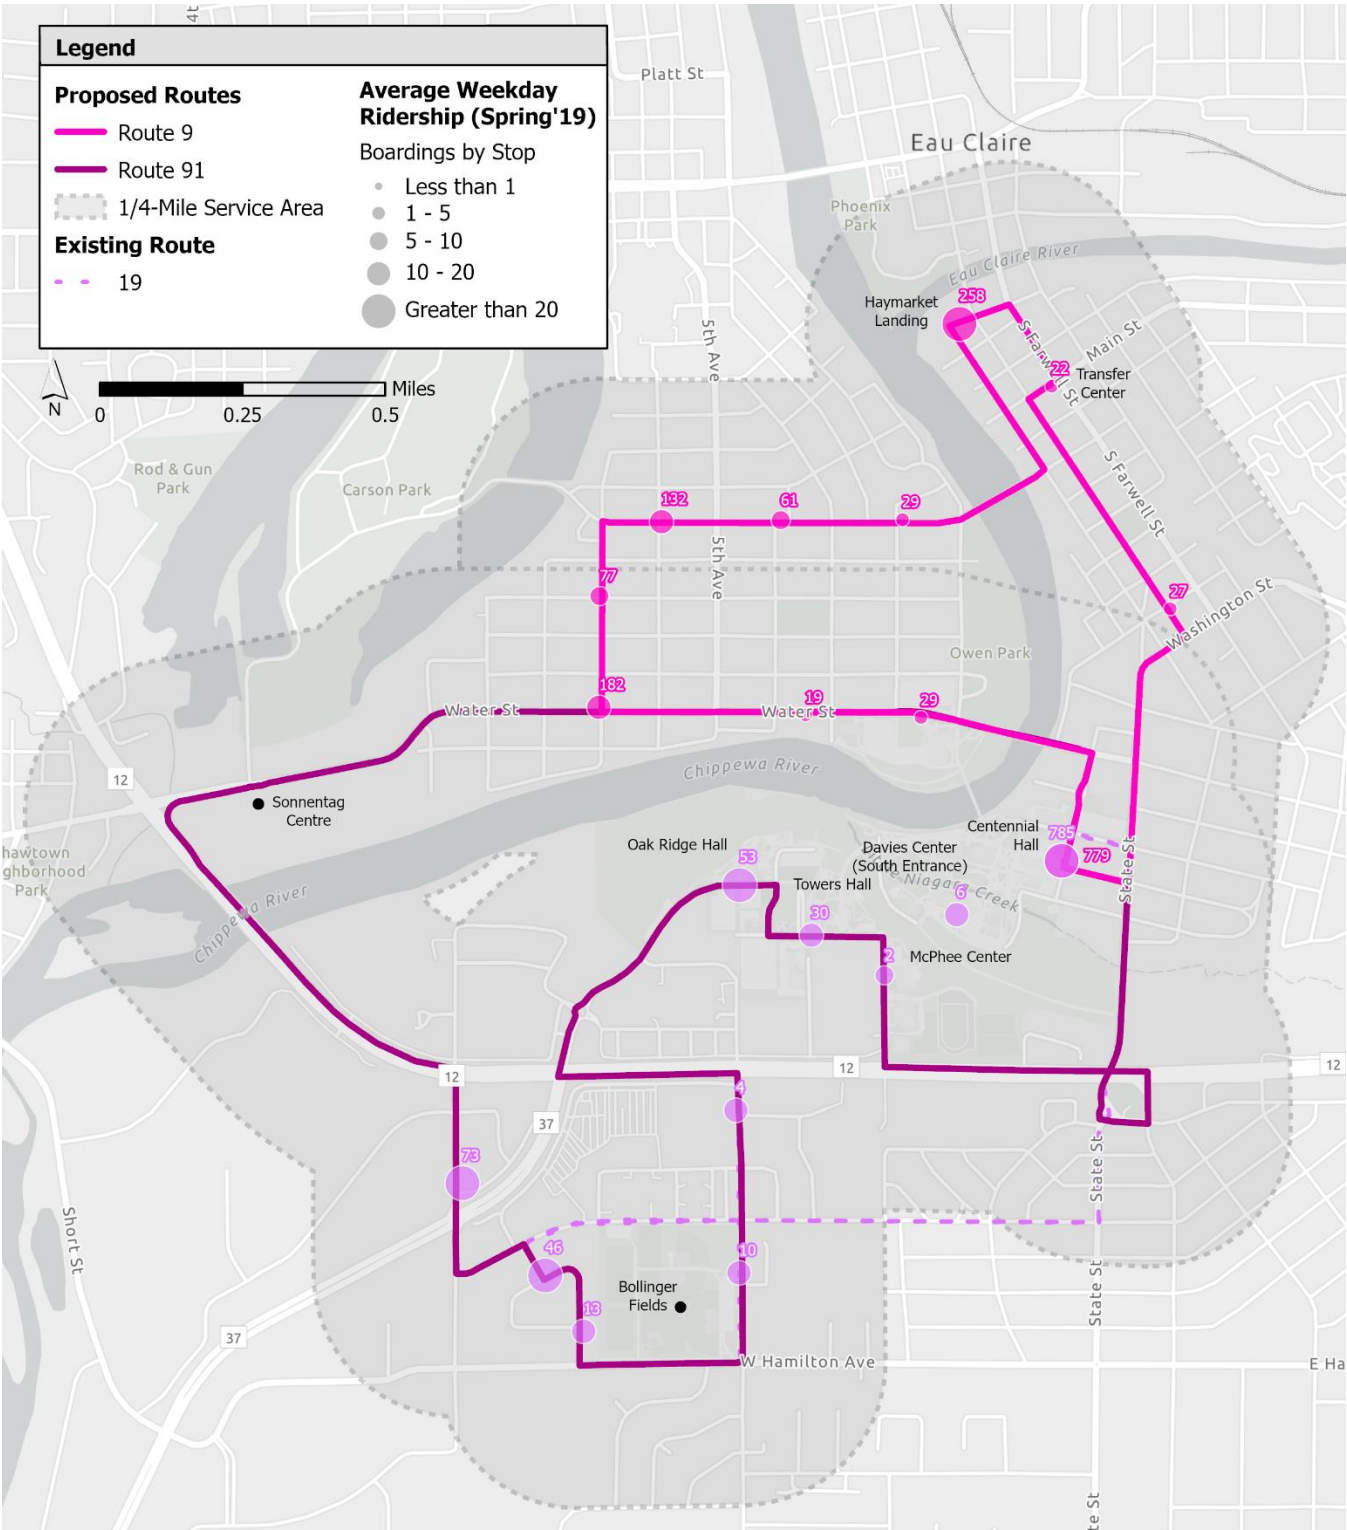 Legend
Proposed Routes
Route 9
Route 91
1/4-Mile Service Area
Existing Route
19
Average Weekday
Ridership (Spring'19)
Boardings by Stop
Less than 1
1 - 5
5 - 10
10 - 20
Greater than 20
N
0
0.25
0.5
Miles
4t
Platt St
Eau Claire
Phoenix
Park
Eau Claire River
Haymarket
Landing
258
S Farwell St
Main St
22
Transfer
Center
5th Ave
Rod & Gun
Park
Carson Park
132
61
29
S Farwell St
5th Ave
77
27
Washington St
Owen Park
182
Water St
19
Water St
29
Chippewa River
12
Sonnentag
Centre
hawtown
ghborhood
Park
Chippewa River
Oak Ridge Hall
53
Davies Center
(South Entrance)
Centennial
Hall
785
779
State St
Towers Hall
Niagara Creek
6
30
2
McPhee Center
12
12
12
4
37
73
State St
Short St
46
10
Bollinger
Fields
13
State St
37
W Hamilton Ave
E Ha
te St